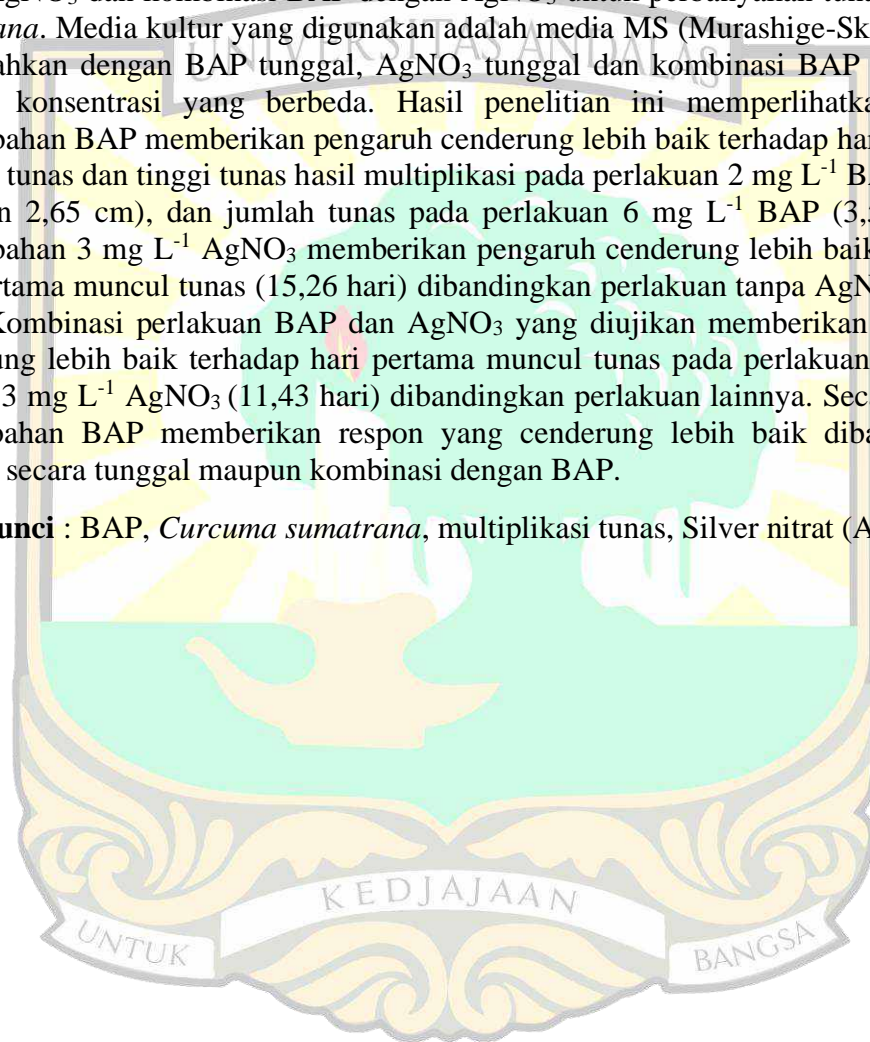 dan kombinasi dengan untuk
ana. Media kultur yang digunakan adalah media MS (Murashige-Sk
ahkan dengan BAP tunggal, AgNO3 tunggal dan kombinasi BAP
konsentrasi yang berbeda. Hasil penelitian ini memperlihatka
bahan BAP memberikan pengaruh cenderung lebih baik terhadap har
tunas dan tinggi tunas hasil multiplikasi pada perlakuan 2 mg L-1 BA
n 2,65 cm), dan jumlah tunas pada perlakuan 6 mg L-1 BAP (3,
bahan 3 mg L-1 AgNO3 memberikan pengaruh cenderung lebih baik
rtama muncul tunas (15,26 hari) dibandingkan perlakuan tanpa AgN
Kombinasi perlakuan BAP dan AgNO3 yang diujikan memberikan
ung lebih baik terhadap hari pertama muncul tunas pada perlakuan
3 mg L-1 AgNO3 (11,43 hari) dibandingkan perlakuan lainnya. Sec
bahan BAP memberikan respon yang cenderung lebih baik diba
secara tunggal maupun kombinasi dengan BAP.
unci : BAP, Curcuma sumatrana, multiplikasi tunas, Silver nitrat (A
UNIVERSITAS ANDALAS
KEDJAJAAN
UNTUK
BANGSA